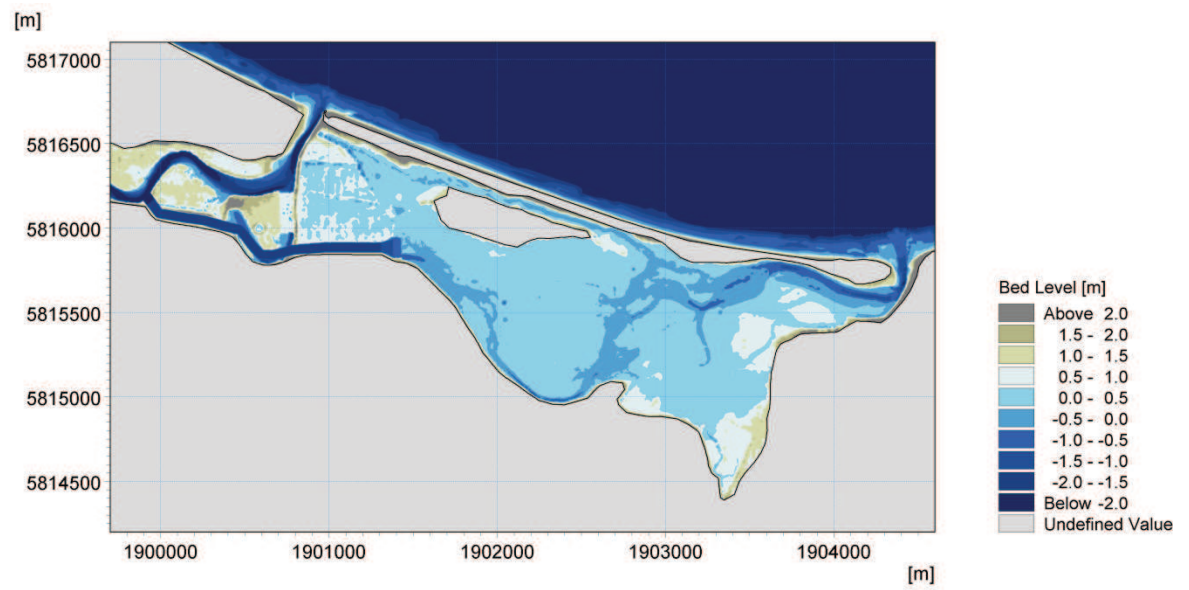 [m]
5817000
5816500
5816000
5815500
5815000
5814500
1900000 1901000 1902000 1903000 1904000
[m]
Bed Level [m]
Above 2.0
1.5 - 2.0
1.0 - 1.5
0.5 - 1.0
0.0 - 0.5
-0.5 - 0.0
-1.0 - -0.5
-1.5 - -1.0
-2.0 - -1.5
Below -2.0
Undefined Value